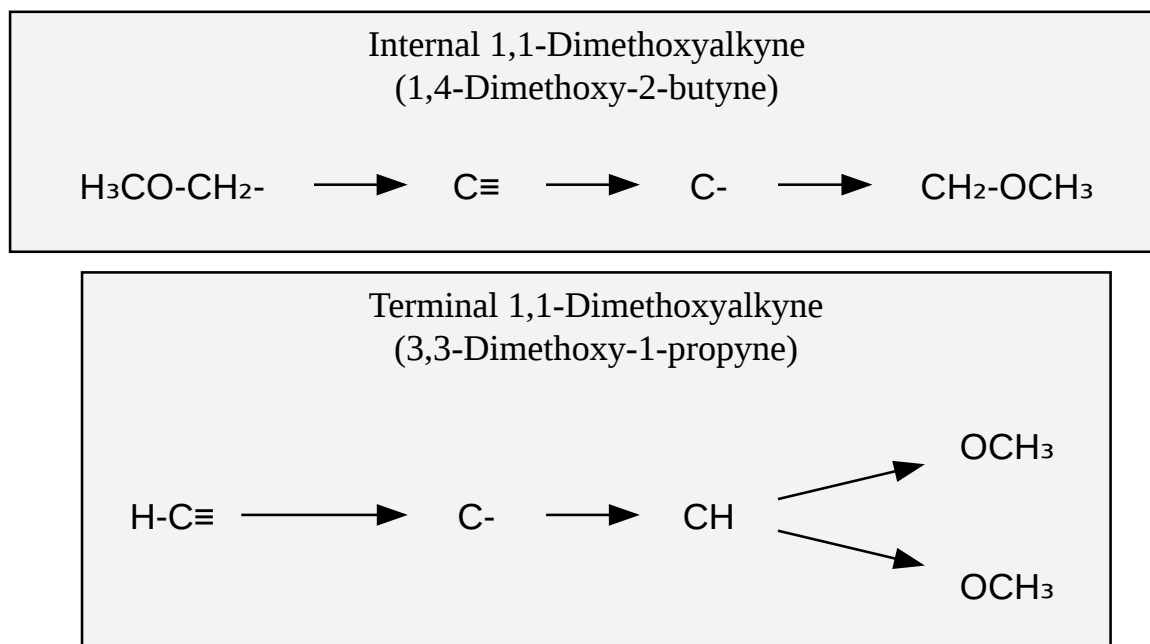 Internal 1,1-Dimethoxyalkyne
(1,4-Dimethoxy-2-butyne)
H₃CO-CH₂- C≡ C- CH₂-OCH₃
Terminal 1,1-Dimethoxyalkyne
(3,3-Dimethoxy-1-propyne)
OCH₃
H-C≡ C- CH
OCH₃